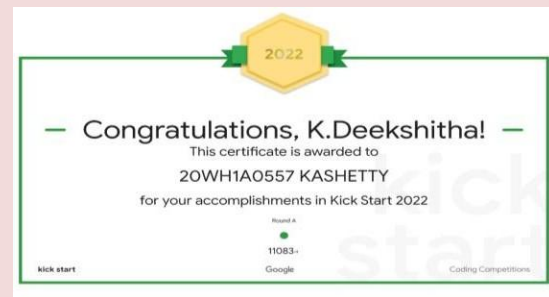 2022
Congratulations, K.Deekshitha!
This certificate is awarded to
20WH1A0557 KASHETTY
for your accomplishments in Kick Start 2022
Round A
11083
kick start
Google
Coding Competitions
kick
start